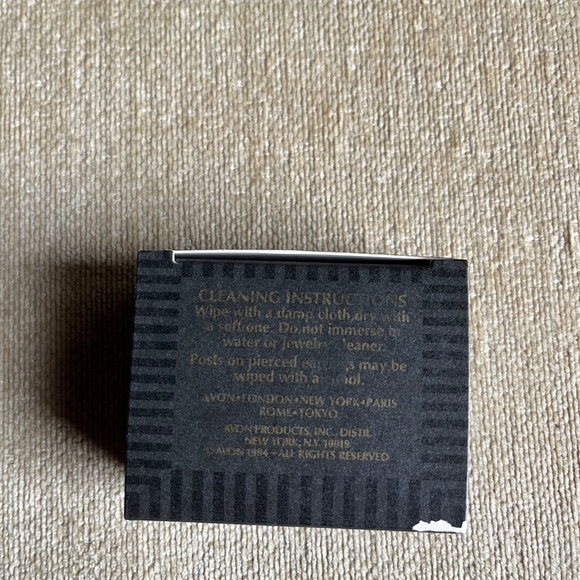 CLEANING INSTRUCTIONS
Wipe with a damp cloth, dry with
a soft one. Do not immerse in
water or jewelry cleaner.
Posts on pierced earrings may be
wiped with alcohol.
AVON•LONDON•NEW YORK•PARIS
ROME•TOKYO
AVON PRODUCTS, INC. DISTR.
NEW YORK, N.Y. 10019
©AVON 1994 – ALL RIGHTS RESERVED